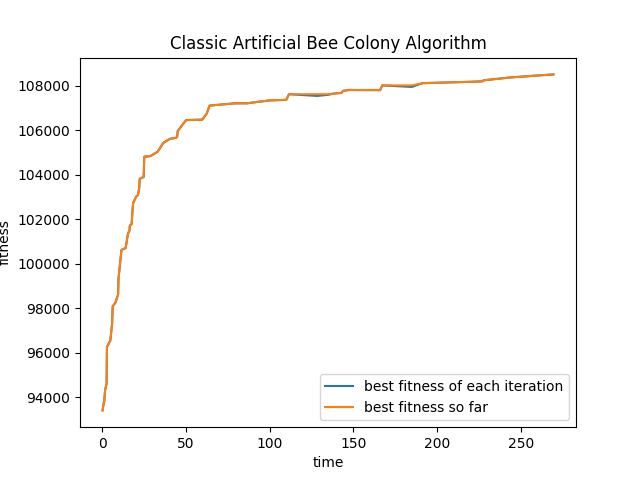 Classic Artificial Bee Colony Algorithm
108000
106000
104000
102000
100000
98000
96000
94000
fitness
0 50 100 150 200 250
time
best fitness of each iteration
best fitness so far